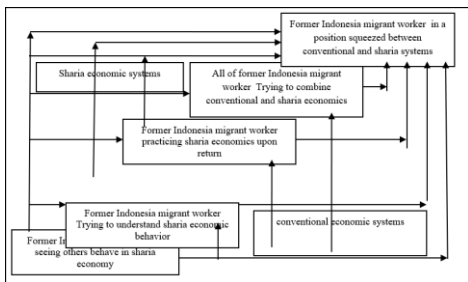 Former Indonesia migrant worker in a
position squeezed between
conventional and sharia systems
Sharia economic systems
All of former Indonesia migrant
worker Trying to combine
conventional and sharia economics
Former Indonesia migrant worker
practicing sharia economics upon
return
Former Indonesia migrant worker
Trying to understand sharia economic
behavior
conventional economic systems
Former
seeing others behave in sharia
economy